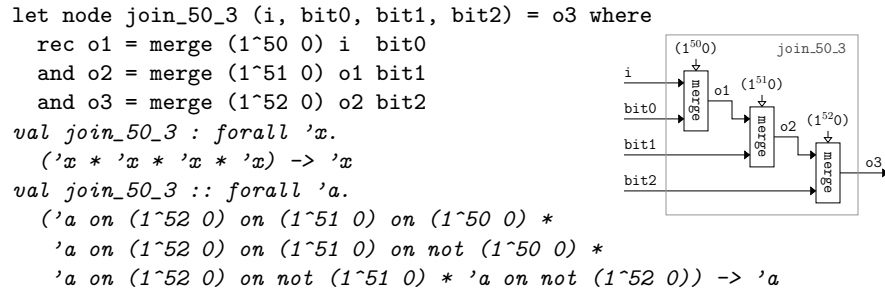 let node join_50_3 (i, bit0, bit1, bit2) = o3 where
  rec o1 = merge (1^50 0) i  bit0
  and o2 = merge (1^51 0) o1 bit1
  and o3 = merge (1^52 0) o2 bit2
val join_50_3 : forall 'x.
  ('x * 'x * 'x * 'x) -> 'x
val join_50_3 :: forall 'a.
  ('a on (1^52 0) on (1^51 0) on (1^50 0) *
   'a on (1^52 0) on (1^51 0) on not (1^50 0) *
   'a on (1^52 0) on not (1^51 0) * 'a on not (1^52 0)) -> 'a
(1⁵⁰0)
join_50_3
i
merge
o1
(1⁵¹0)
bit0
merge
o2
(1⁵²0)
bit1
merge
o3
bit2